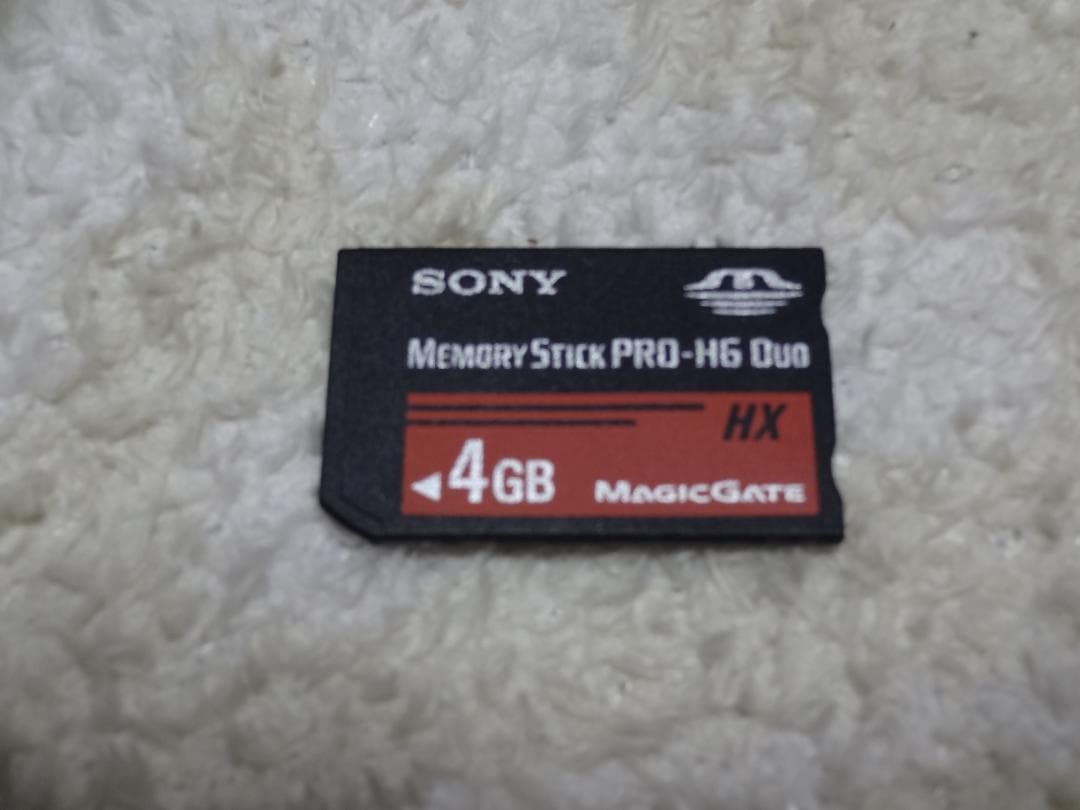 SONY
MEMORY STICK PRO-HG DUO
HX
4GB
MAGICGATE